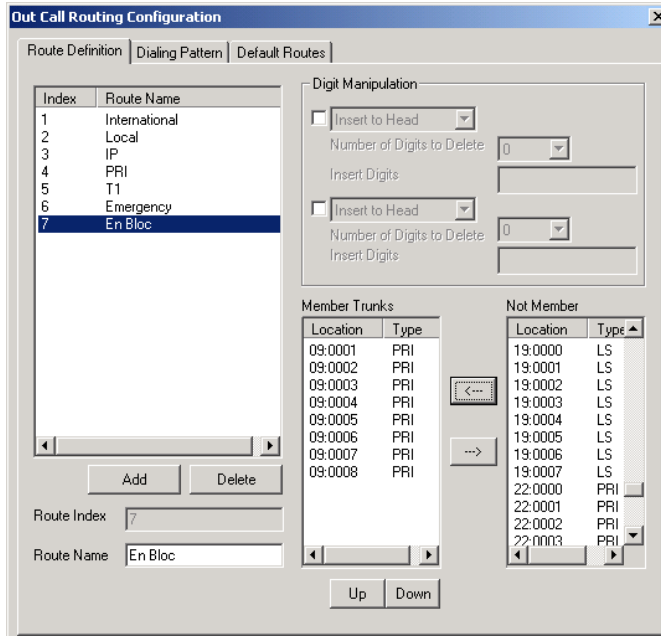 Out Call Routing Configuration
Route Definition Dialing Pattern Default Routes
Index Route Name
1 International
2 Local
3 IP
4 PRI
5 T1
6 Emergency
7 En Bloc
Add Delete
Route Index 7
Route Name En Bloc
Digit Manipulation
Insert to Head
Number of Digits to Delete 0
Insert Digits
Insert to Head
Number of Digits to Delete 0
Insert Digits
Member Trunks
Location Type
09:0001 PRI
09:0002 PRI
09:0003 PRI
09:0004 PRI
09:0005 PRI
09:0006 PRI
09:0007 PRI
09:0008 PRI
<---
--->
Not Member
Location Type
19:0000 LS
19:0001 LS
19:0002 LS
19:0003 LS
19:0004 LS
19:0005 LS
19:0006 LS
19:0007 LS
22:0000 PRI
22:0001 PRI
22:0002 PRI
22:0003 PRI
Up Down